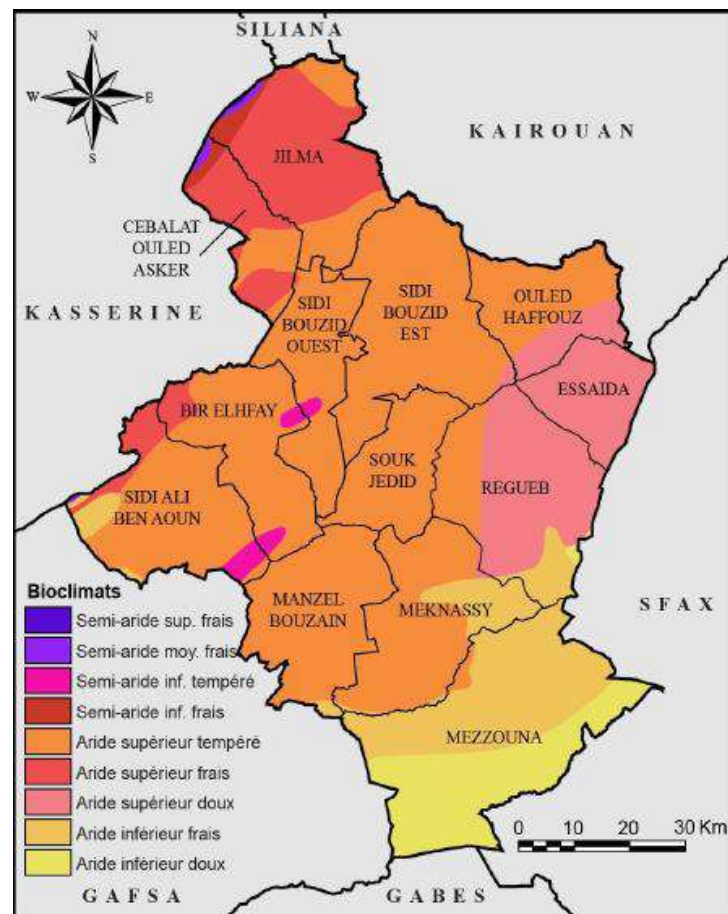 SILIANA
N
W E
S
KAIROUAN
JILMA
CEBALAT
OULED
ASKER
KASSERINE
SIDI
BOUZID
OUEST
SIDI
BOUZID
EST
OULED
HAFFOUZ
ESSAIDA
BIR ELHFAY
SOUK
JEDID
REGUEB
SIDI ALI
BEN AOUN
MANZEL
BOUZAIN
MEKNASSY
SFAX
MEZZOUNA
Bioclimats
Semi-aride sup. frais
Semi-aride moy. frais
Semi-aride inf. tempéré
Semi-aride inf. frais
Aride supérieur tempéré
Aride supérieur frais
Aride supérieur doux
Aride inférieur frais
Aride inférieur doux
0 10 20 30 Km
GAFSA
GABES